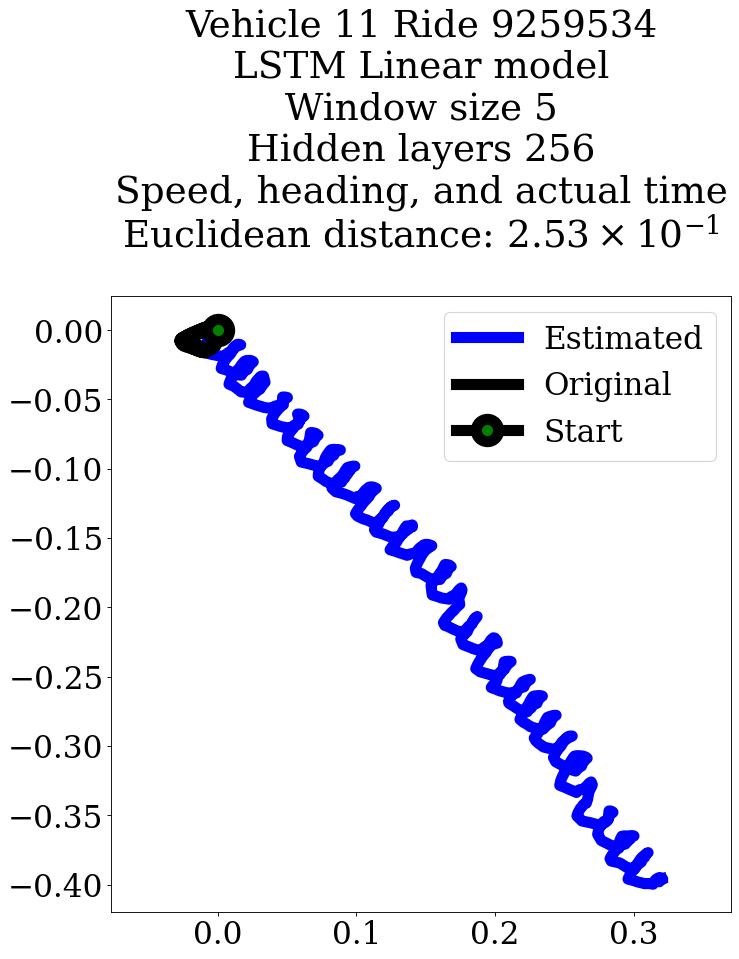 Vehicle 11 Ride 9259534
LSTM Linear model
Window size 5
Hidden layers 256
Speed, heading, and actual time
Euclidean distance: 2.53 × 10⁻¹
Estimated
Original
Start
0.00
−0.05
−0.10
−0.15
−0.20
−0.25
−0.30
−0.35
−0.40
0.0 0.1 0.2 0.3